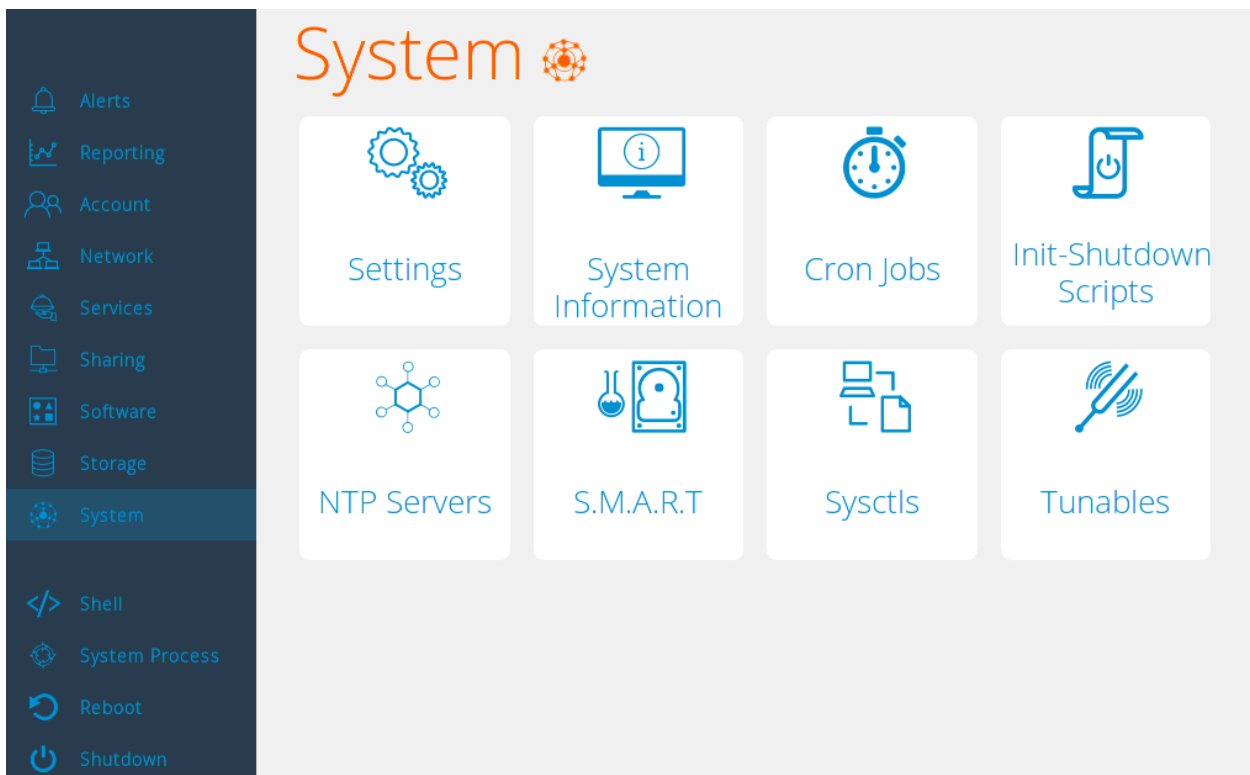 System
Alerts
Reporting
Account
Network
Services
Sharing
Software
Storage
System
Shell
System Process
Reboot
Shutdown
Settings
System
Information
Cron Jobs
Init-Shutdown
Scripts
NTP Servers
S.M.A.R.T
Sysctls
Tunables